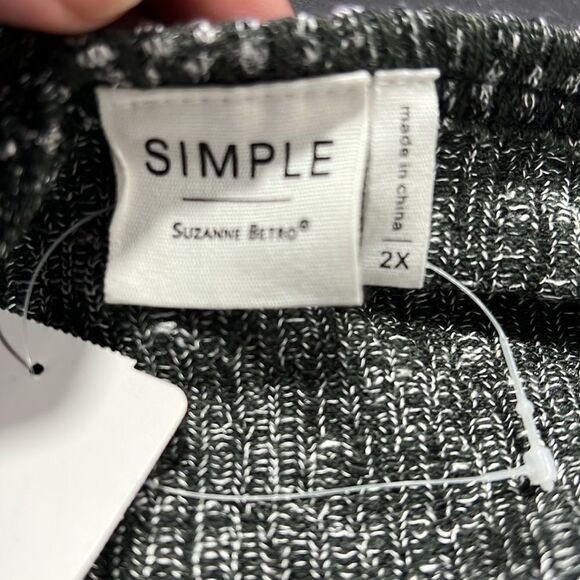 SIMPLE
SUZANNE BETRO®
made in china
2X